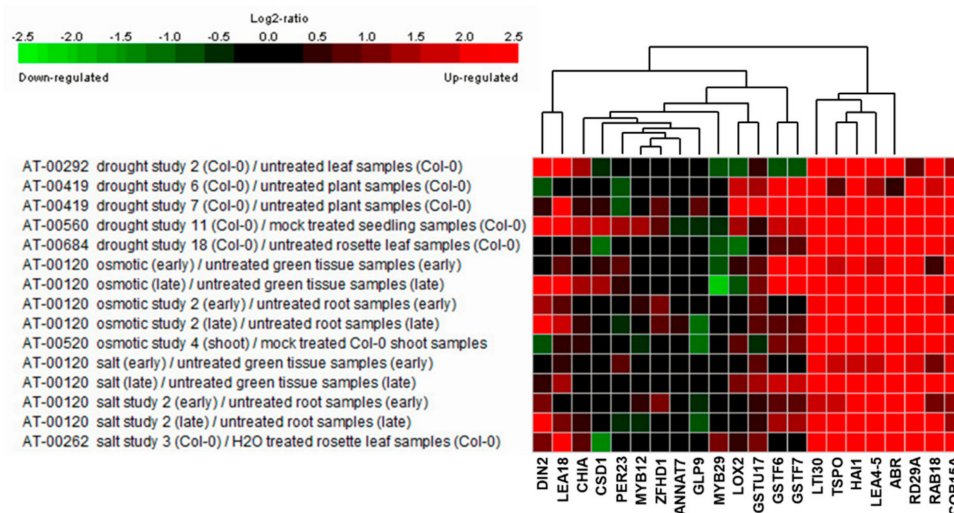 Log2-ratio
-2.5 -2.0 -1.5 -1.0 -0.5 0.0 0.5 1.0 1.5 2.0 2.5
Down-regulated Up-regulated
AT-00292 drought study 2 (Col-0) / untreated leaf samples (Col-0)
AT-00419 drought study 6 (Col-0) / untreated plant samples (Col-0)
AT-00419 drought study 7 (Col-0) / untreated plant samples (Col-0)
AT-00560 drought study 11 (Col-0) / mock treated seedling samples (Col-0)
AT-00684 drought study 18 (Col-0) / untreated rosette leaf samples (Col-0)
AT-00120 osmotic (early) / untreated green tissue samples (early)
AT-00120 osmotic (late) / untreated green tissue samples (late)
AT-00120 osmotic study 2 (early) / untreated root samples (early)
AT-00120 osmotic study 2 (late) / untreated root samples (late)
AT-00520 osmotic study 4 (shoot) / mock treated Col-0 shoot samples
AT-00120 salt (early) / untreated green tissue samples (early)
AT-00120 salt (late) / untreated green tissue samples (late)
AT-00120 salt study 2 (early) / untreated root samples (early)
AT-00120 salt study 2 (late) / untreated root samples (late)
AT-00262 salt study 3 (Col-0) / H2O treated rosette leaf samples (Col-0)
DIN2
LEA18
CHIA
CSD1
PER23
MYB12
ZFHD1
ANNAT7
GLP9
MYB29
LOX2
GSTU17
GSTF6
GSTF7
LTI30
TSPO
HAI1
LEA4-5
ABR
RD29A
RAB18
COR15A